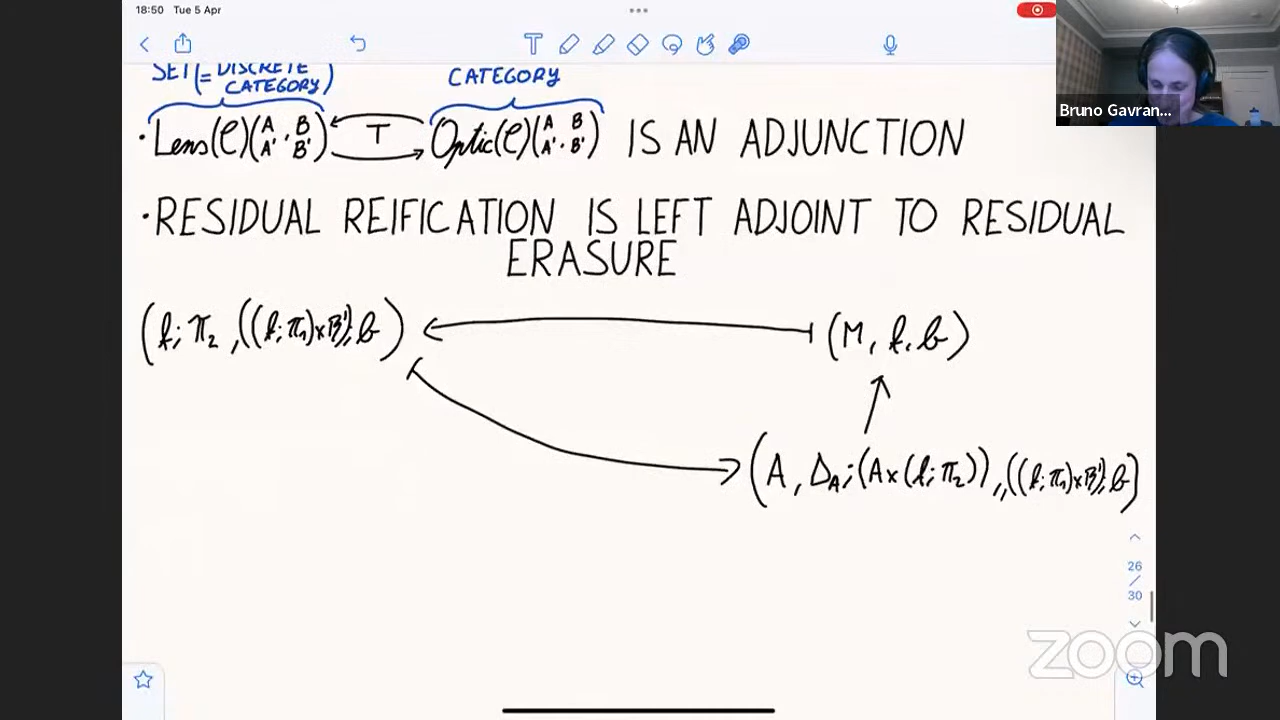 18:50 Tue 5 Apr
Bruno Gavran...
SET (= DISCRETE CATEGORY)
CATEGORY
· Lens(C)(A A' , B B') T Optic(C)(A A' , B B') IS AN ADJUNCTION
· RESIDUAL REIFICATION IS LEFT ADJOINT TO RESIDUAL
ERASURE
(f; π₂ , ((f; π₁) × B'); b)
(M, f, b)
(A , Δ_A ; (A × (f; π₂)) , ((f; π₁) × B'); b)
26
/
30
zoom